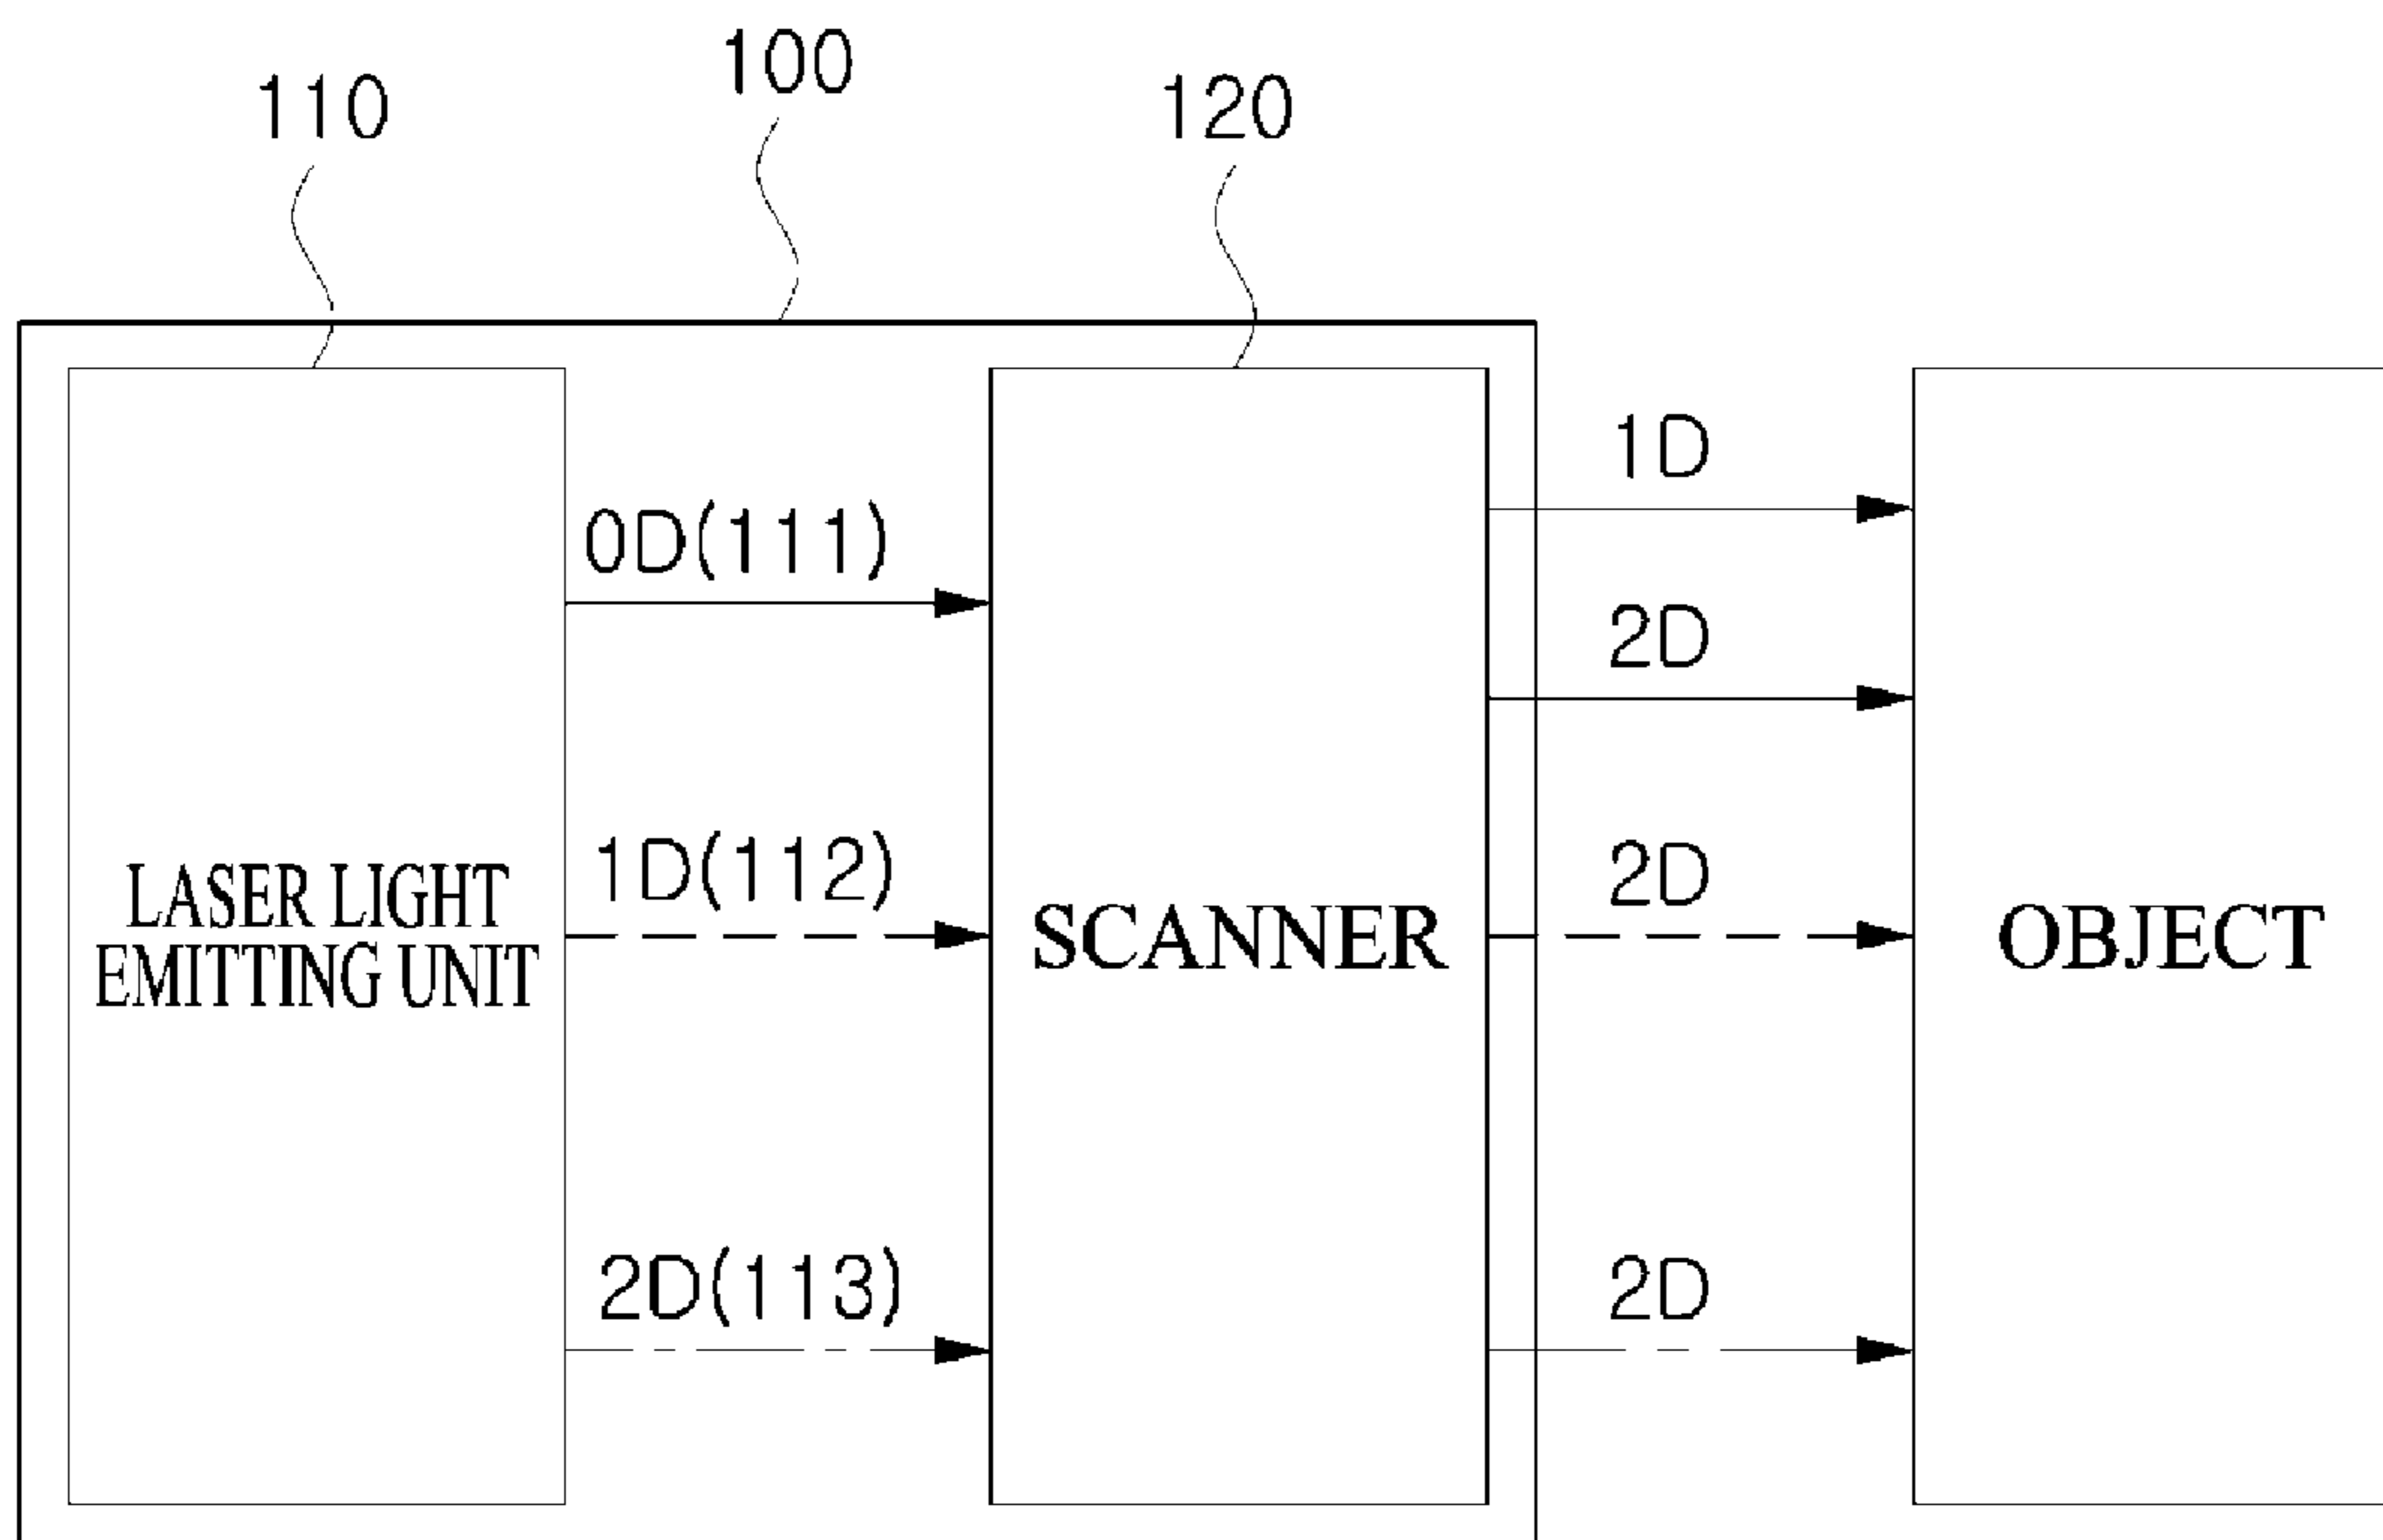 100
110
120
1D
0D(111)
2D
1D(112)
2D
LASER LIGHT
EMITTING UNIT
SCANNER
OBJECT
2D(113)
2D